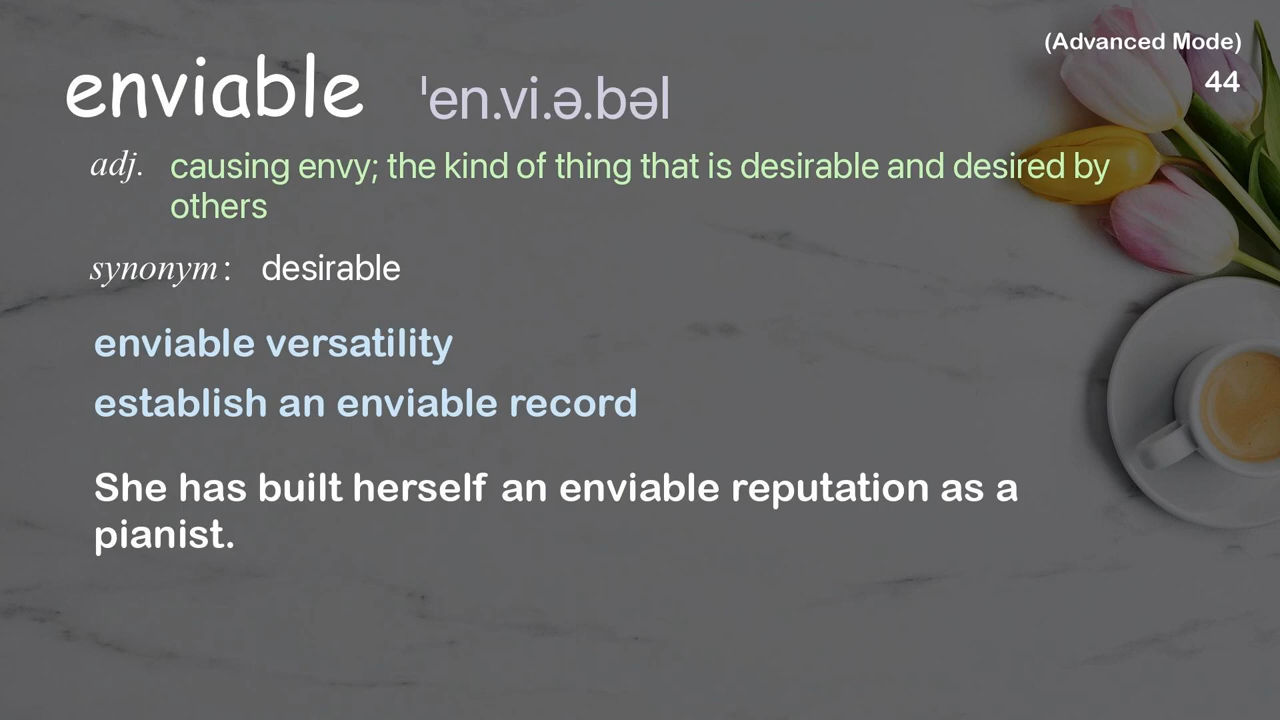 (Advanced Mode)
44
enviable ˈen.vi.ə.bəl
adj. causing envy; the kind of thing that is desirable and desired by
others
synonym: desirable
enviable versatility
establish an enviable record
She has built herself an enviable reputation as a
pianist.